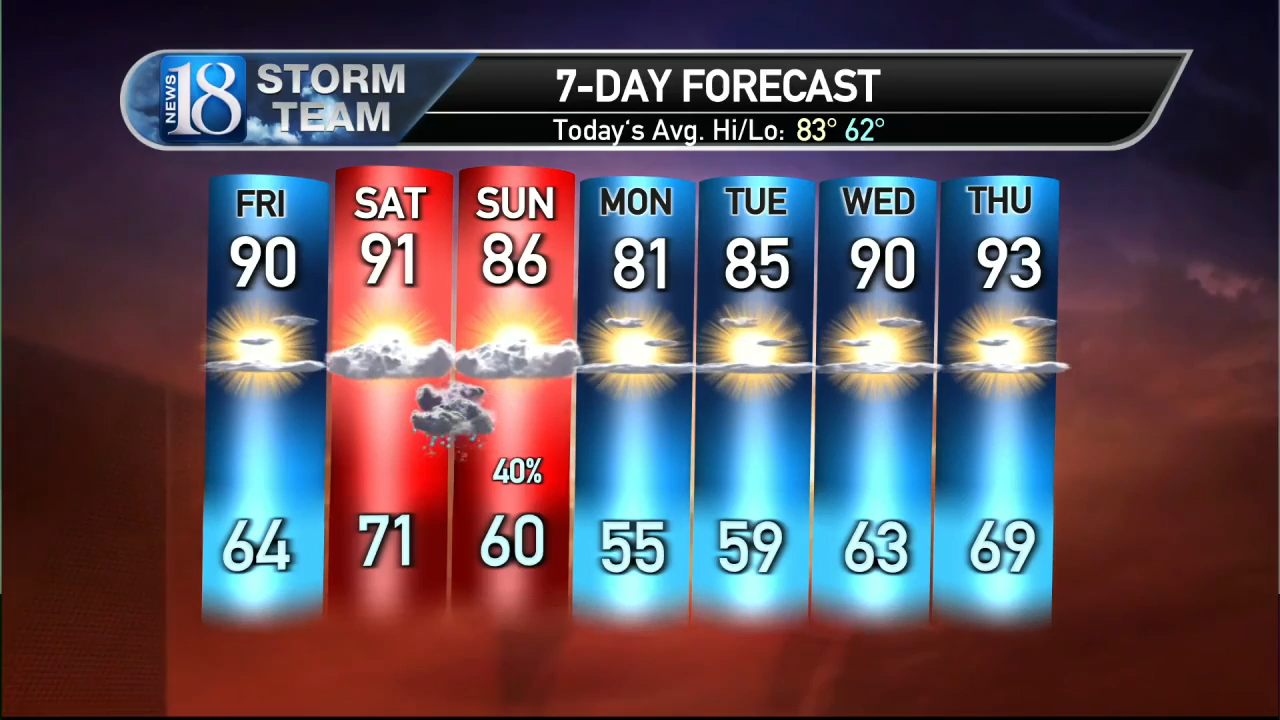 NEWS 18 STORM TEAM
7-DAY FORECAST
Today's Avg. Hi/Lo: 83° 62°
FRI SAT SUN MON TUE WED THU
90 91 86 81 85 90 93
40%
64 71 60 55 59 63 69